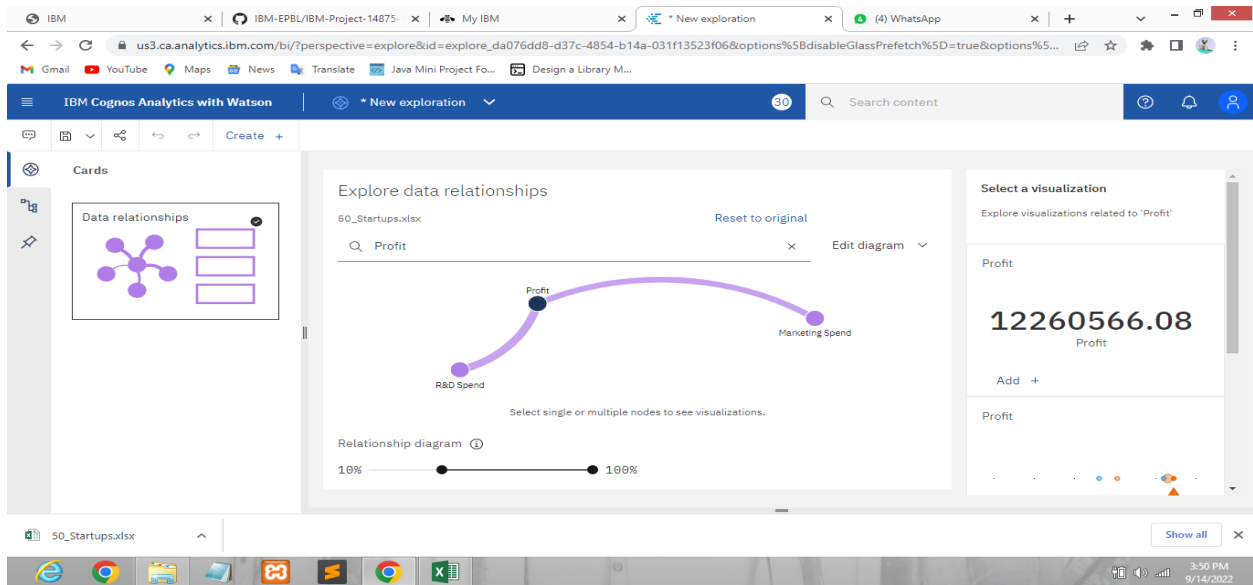 IBM
IBM-EPBL/IBM-Project-14875-
My IBM
* New exploration
(4) WhatsApp
us3.ca.analytics.ibm.com/bi/?perspective=explore&id=explore_da076dd8-d37c-4854-b14a-031f13523f06&options%5BdisableGlassPrefetch%5D=true&options%5...
Gmail YouTube Maps News Translate Java Mini Project Fo... Design a Library M...
IBM Cognos Analytics with Watson
* New exploration
30
Search content
Create +
Cards
Data relationships
Explore data relationships
50_Startups.xlsx
Reset to original
Profit
Edit diagram
Profit
Marketing Spend
R&D Spend
Select single or multiple nodes to see visualizations.
Relationship diagram
10% 100%
Select a visualization
Explore visualizations related to 'Profit'
Profit
12260566.08
Profit
Add +
Profit
50_Startups.xlsx
Show all
3:50 PM
9/14/2022